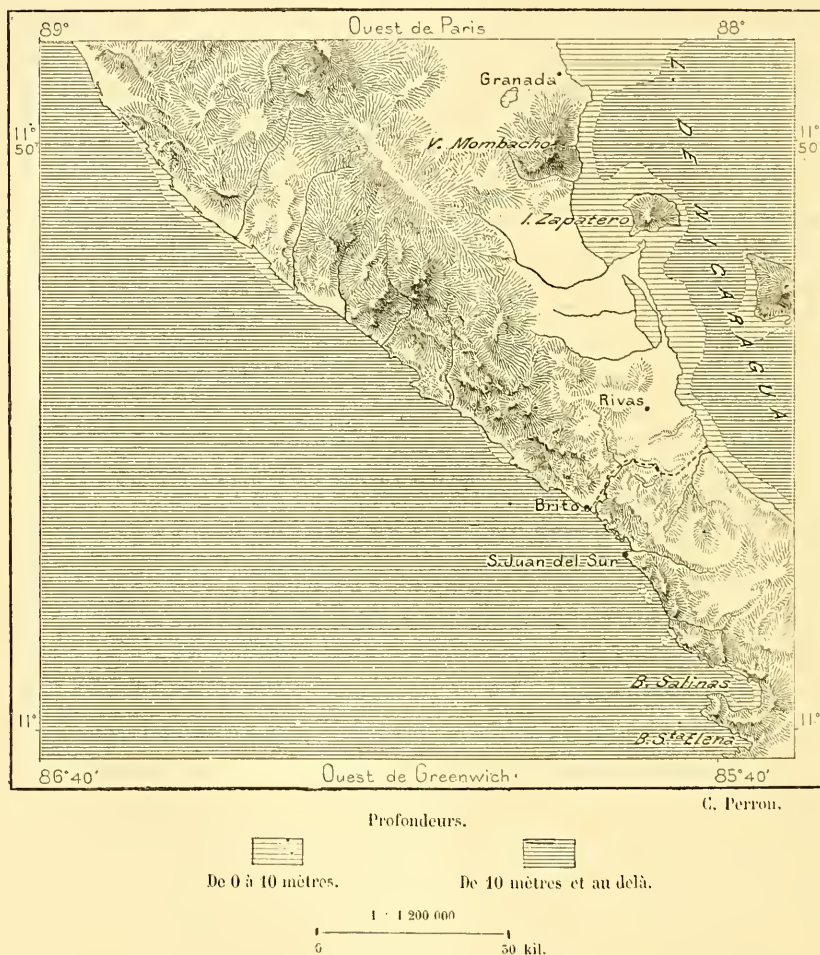 89° Ouest de Paris 88°
Granada
L. DE NICARAGUA
11°
50'
11°
50'
V. Mombacho
I. Zapatero
Rivas
Brito
S. Juan del Sur
B. Salinas
11°
11°
B. Sta Elena
86°40' Ouest de Greenwich 85°40'
C. Perron.
Profondeurs.
De 0 à 10 mètres. De 10 mètres et au delà.
1 : 1 200 000
0 50 kil.